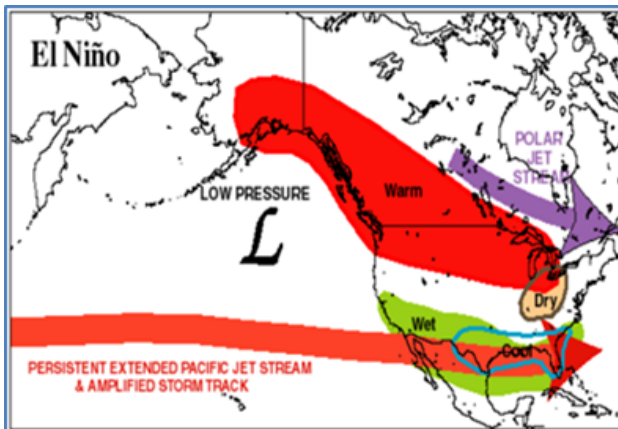 El Niño
POLAR
JET
STREAM
LOW PRESSURE
L
Warm
Dry
Wet
Cool
PERSISTENT EXTENDED PACIFIC JET STREAM
& AMPLIFIED STORM TRACK